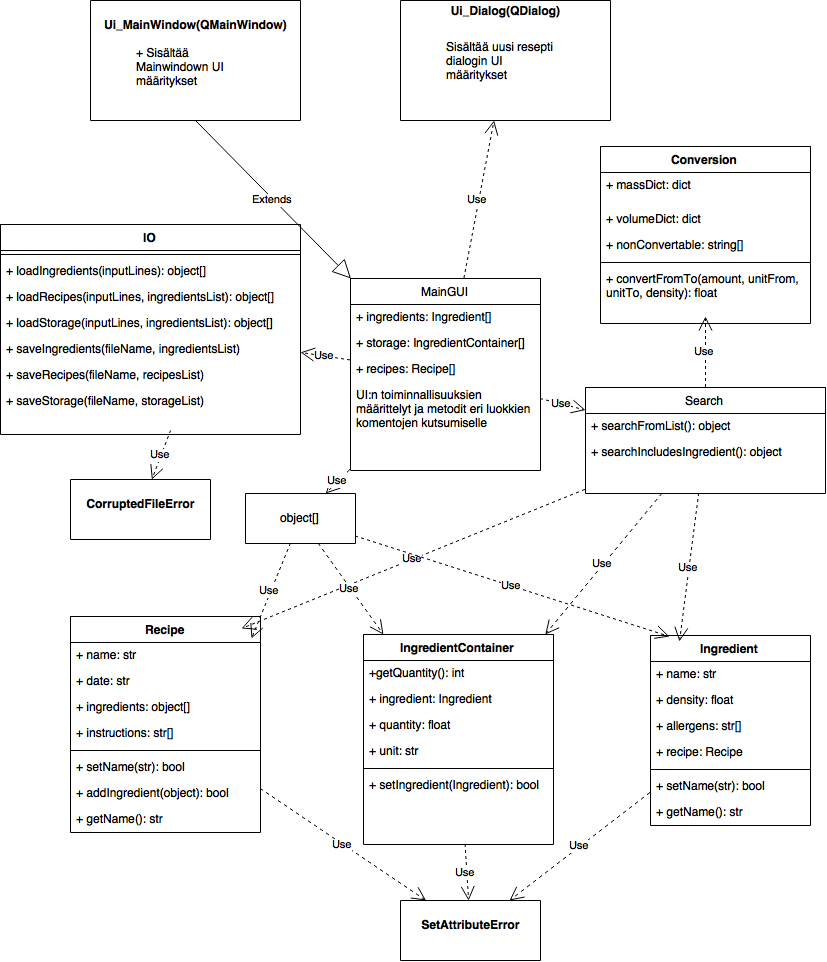 Ui_MainWindow(QMainWindow)
+ Sisältää
Mainwindown UI
määritykset
Ui_Dialog(QDialog)
Sisältää uusi resepti
dialogin UI
määritykset
Conversion
+ massDict: dict
+ volumeDict: dict
+ nonConvertable: string[]
+ convertFromTo(amount, unitFrom,
unitTo, density): float
Extends
Use
IO
+ loadIngredients(inputLines): object[]
+ loadRecipes(inputLines, ingredientsList): object[]
+ loadStorage(inputLines, ingredientsList): object[]
+ saveIngredients(fileName, ingredientsList)
+ saveRecipes(fileName, recipesList)
+ saveStorage(fileName, storageList)
Use
MainGUI
+ ingredients: Ingredient[]
+ storage: IngredientContainer[]
+ recipes: Recipe[]
UI:n toiminnallisuuksien
määrittelyt ja metodit eri luokkien
komentojen kutsumiselle
Use
Use
Search
+ searchFromList(): object
+ searchIncludesIngredient(): object
Use
Use
CorruptedFileError
object[]
Use
Use
Use
Use
Use
Use
Recipe
+ name: str
+ date: str
+ ingredients: object[]
+ instructions: str[]
+ setName(str): bool
+ addIngredient(object): bool
+ getName(): str
IngredientContainer
+getQuantity(): int
+ ingredient: Ingredient
+ quantity: float
+ unit: str
+ setIngredient(Ingredient): bool
Ingredient
+ name: str
+ density: float
+ allergens: str[]
+ recipe: Recipe
+ setName(str): bool
+ getName(): str
Use
Use
Use
SetAttributeError